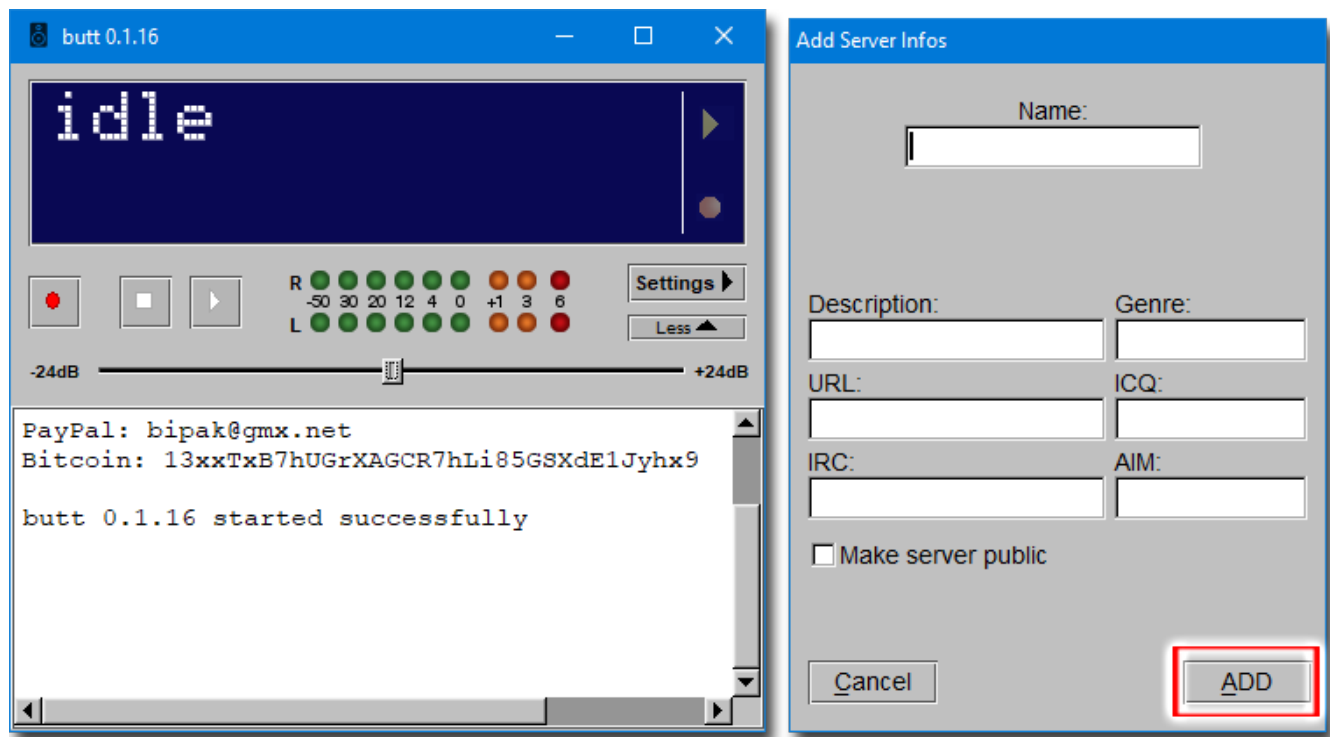 butt 0.1.16
idle
R
-50 30 20 12 4 0 +1 3 6
L
Settings
Less
-24dB
+24dB
PayPal: bipak@gmx.net
Bitcoin: 13xxTxB7hUGrXAGCR7hLi85GSXdE1Jyhx9
butt 0.1.16 started successfully
Add Server Infos
Name:
Description: Genre:
URL: ICQ:
IRC: AIM:
Make server public
Cancel ADD